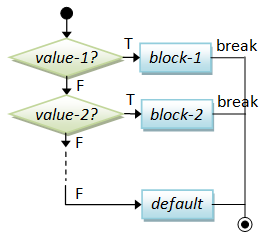 value-1? T block-1 break
F
value-2? T block-2 break
F
F default